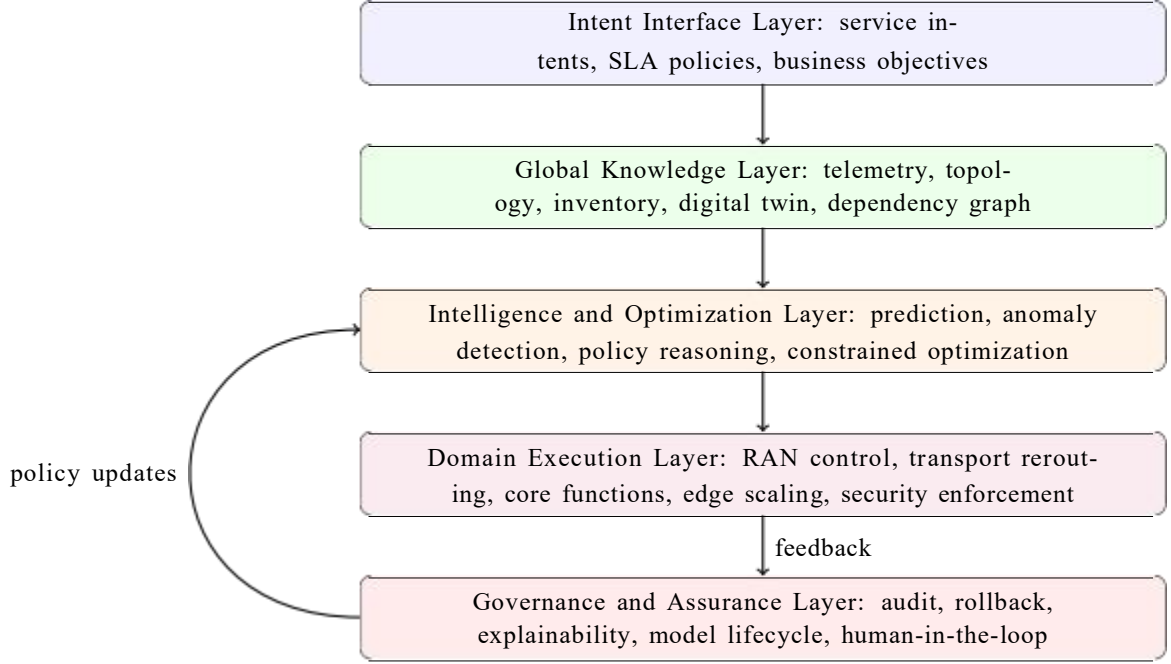 Intent Interface Layer: service in-
tents, SLA policies, business objectives
Global Knowledge Layer: telemetry, topol-
ogy, inventory, digital twin, dependency graph
Intelligence and Optimization Layer: prediction, anomaly
detection, policy reasoning, constrained optimization
Domain Execution Layer: RAN control, transport rerout-
ing, core functions, edge scaling, security enforcement
policy updates
feedback
Governance and Assurance Layer: audit, rollback,
explainability, model lifecycle, human-in-the-loop